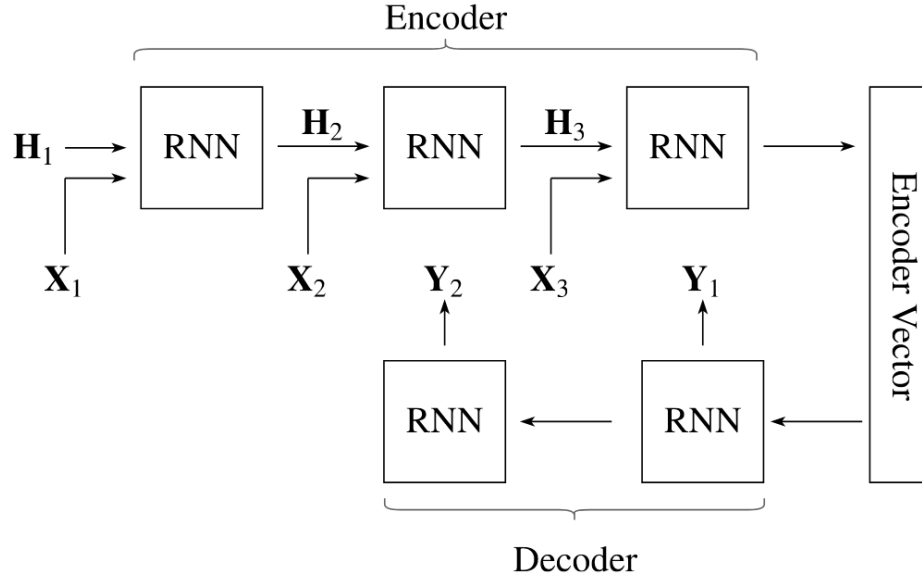 Encoder
H₁
RNN
H₂
RNN
H₃
RNN
Encoder Vector
X₁
X₂
Y₂
X₃
Y₁
RNN
RNN
Decoder